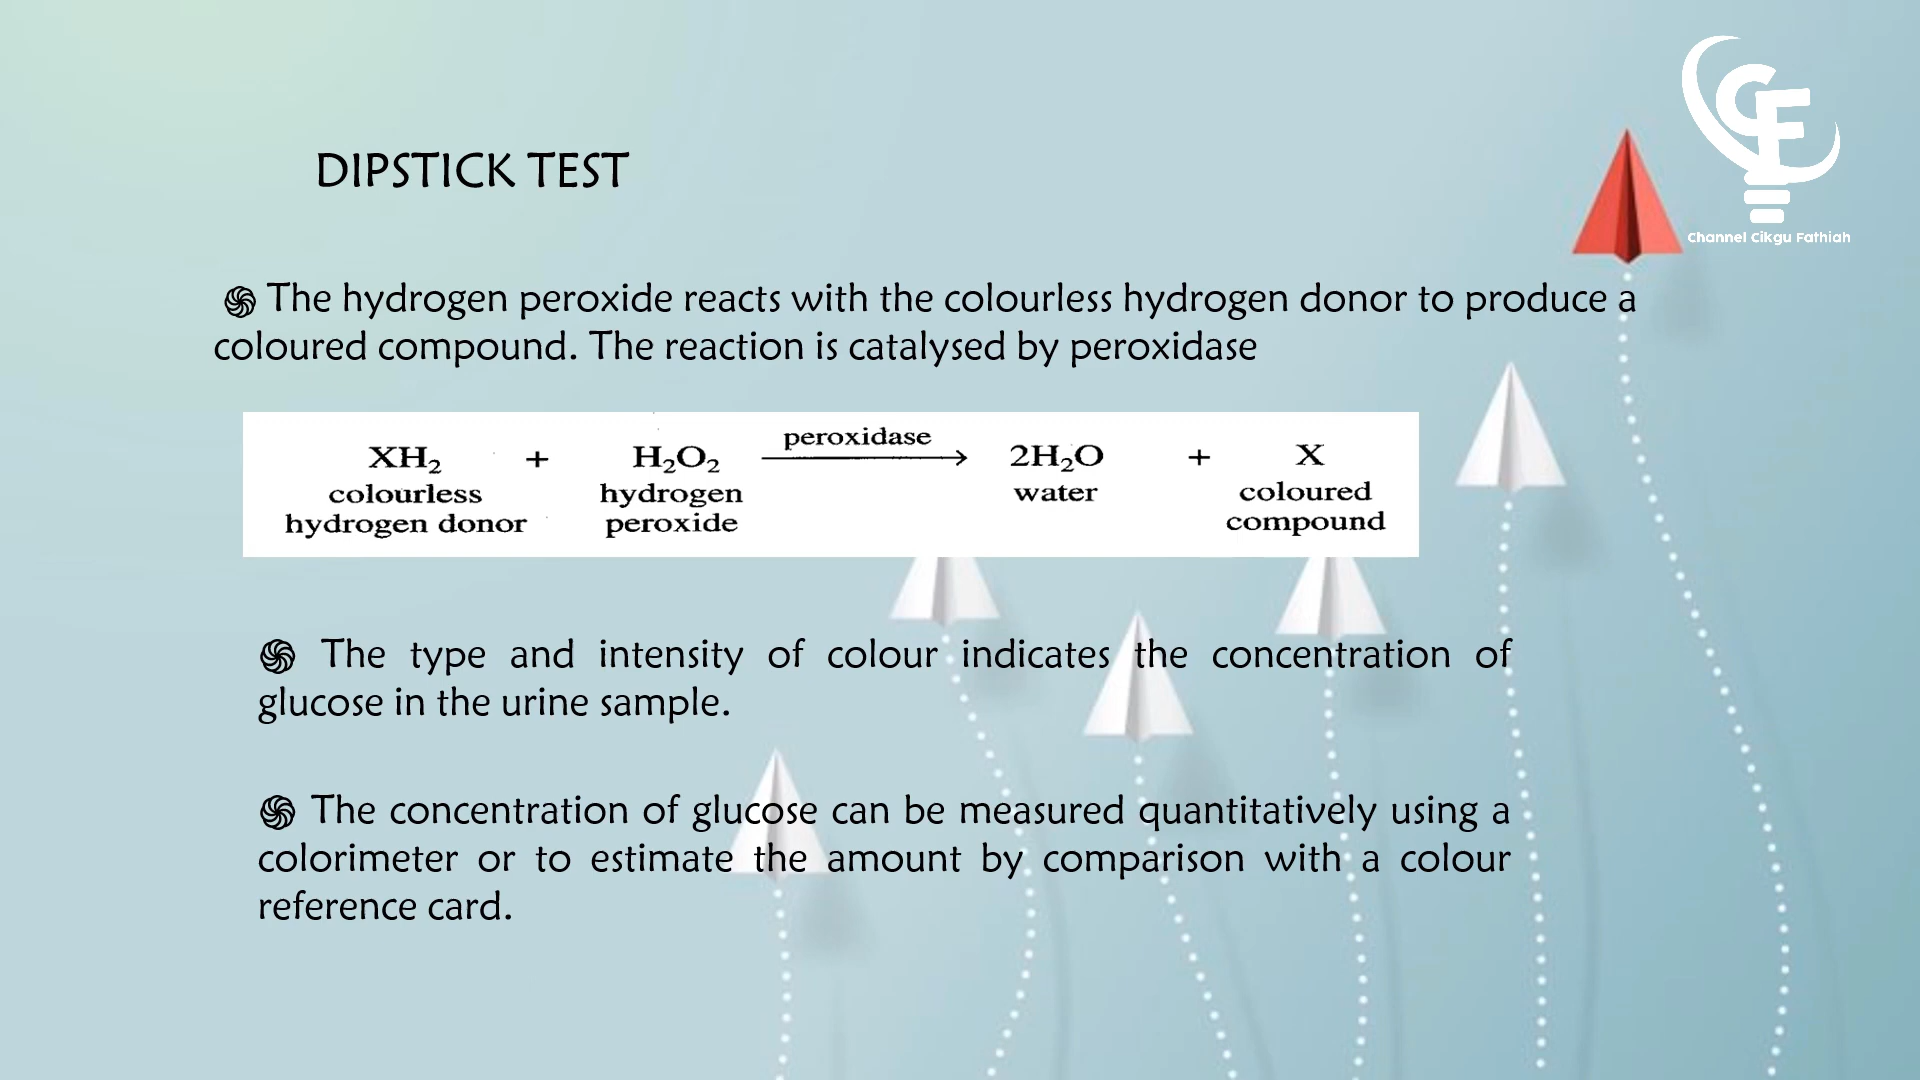 Channel Cikgu Fathiah
DIPSTICK TEST
The hydrogen peroxide reacts with the colourless hydrogen donor to produce a
coloured compound. The reaction is catalysed by peroxidase
XH₂ + H₂O₂ peroxidase → 2H₂O + X
colourless hydrogen water coloured
hydrogen donor peroxide compound
The type and intensity of colour indicates the concentration of
glucose in the urine sample.
The concentration of glucose can be measured quantitatively using a
colorimeter or to estimate the amount by comparison with a colour
reference card.